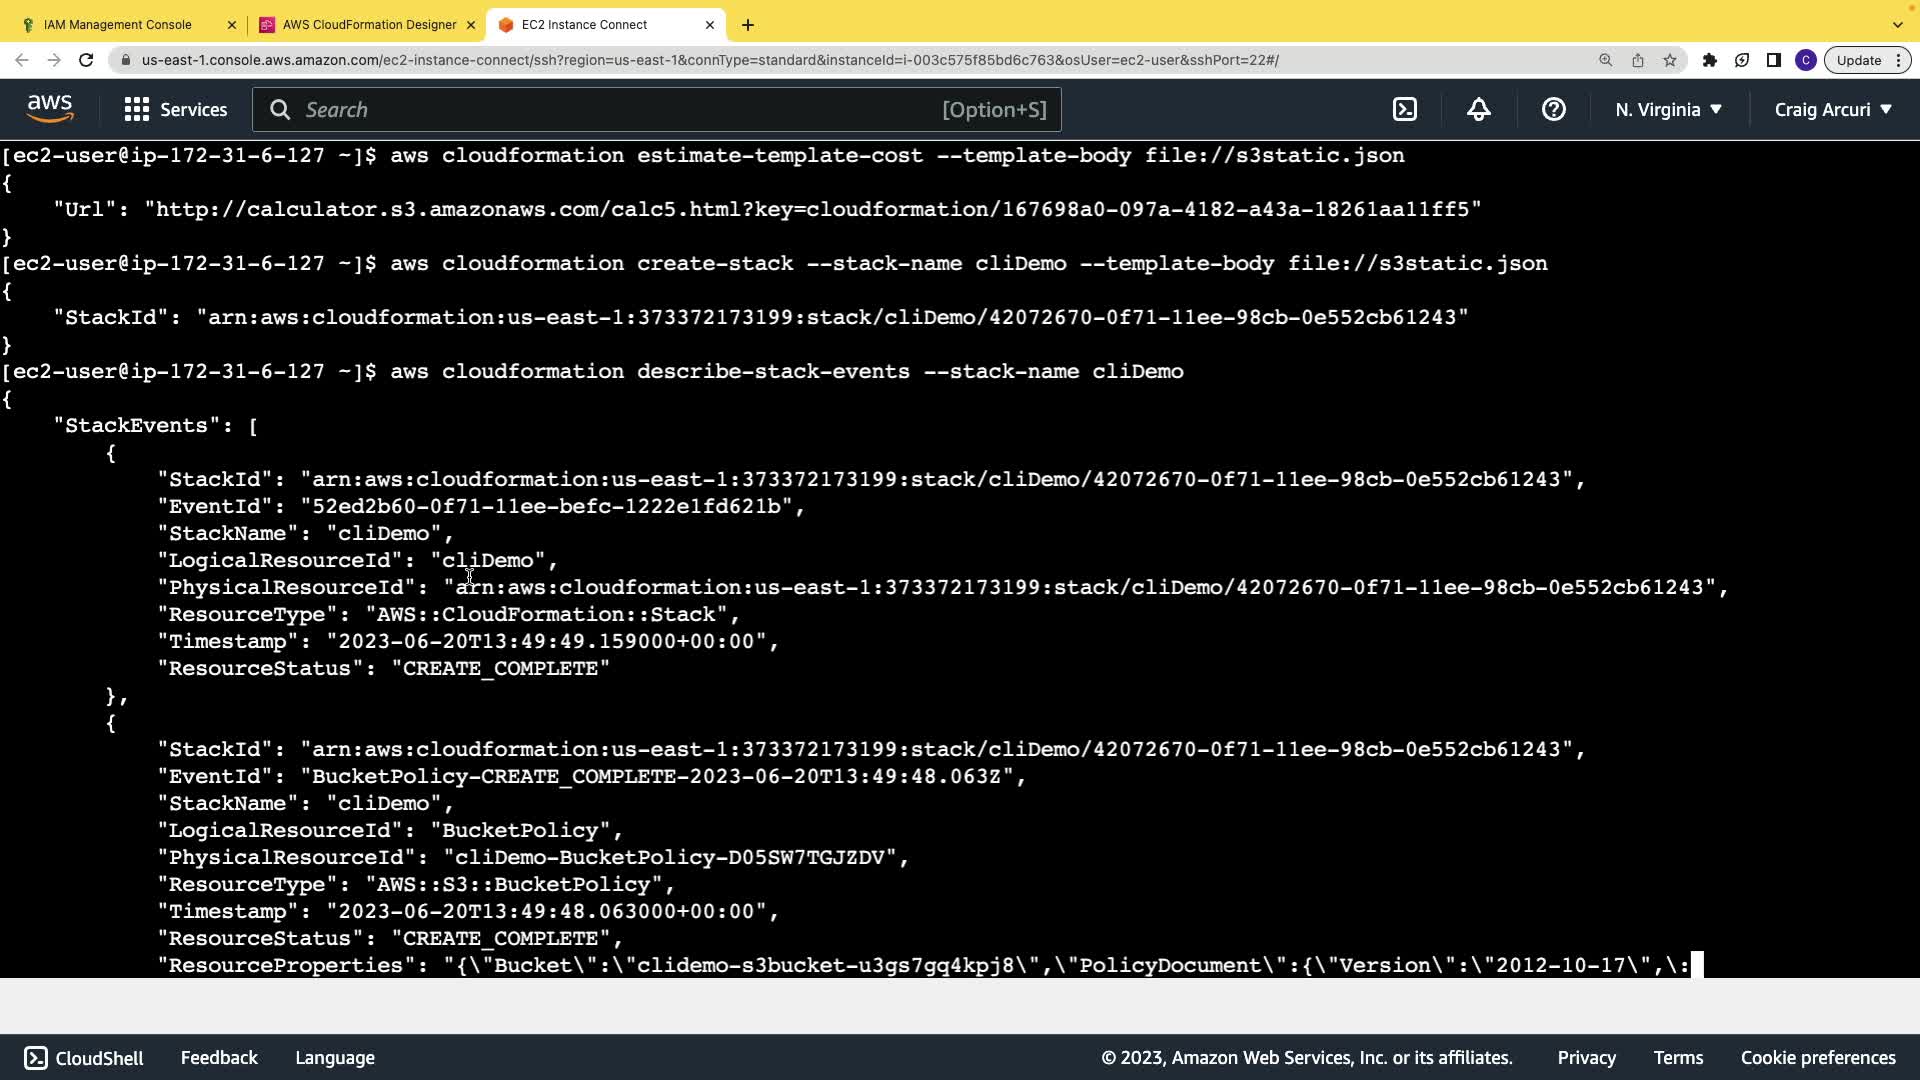 IAM Management Console
AWS CloudFormation Designer
EC2 Instance Connect
us-east-1.console.aws.amazon.com/ec2-instance-connect/ssh?region=us-east-1&connType=standard&instanceId=i-003c575f85bd6c763&osUser=ec2-user&sshPort=22#/
C
Update
aws
Services
Search
[Option+S]
N. Virginia
Craig Arcuri
[ec2-user@ip-172-31-6-127 ~]$ aws cloudformation estimate-template-cost --template-body file://s3static.json
{
    "Url": "http://calculator.s3.amazonaws.com/calc5.html?key=cloudformation/167698a0-097a-4182-a43a-18261aa11ff5"
}
[ec2-user@ip-172-31-6-127 ~]$ aws cloudformation create-stack --stack-name cliDemo --template-body file://s3static.json
{
    "StackId": "arn:aws:cloudformation:us-east-1:373372173199:stack/cliDemo/42072670-0f71-11ee-98cb-0e552cb61243"
}
[ec2-user@ip-172-31-6-127 ~]$ aws cloudformation describe-stack-events --stack-name cliDemo
{
    "StackEvents": [
        {
            "StackId": "arn:aws:cloudformation:us-east-1:373372173199:stack/cliDemo/42072670-0f71-11ee-98cb-0e552cb61243",
            "EventId": "52ed2b60-0f71-11ee-befc-1222e1fd621b",
            "StackName": "cliDemo",
            "LogicalResourceId": "cliDemo",
            "PhysicalResourceId": "arn:aws:cloudformation:us-east-1:373372173199:stack/cliDemo/42072670-0f71-11ee-98cb-0e552cb61243",
            "ResourceType": "AWS::CloudFormation::Stack",
            "Timestamp": "2023-06-20T13:49:49.159000+00:00",
            "ResourceStatus": "CREATE_COMPLETE"
        },
        {
            "StackId": "arn:aws:cloudformation:us-east-1:373372173199:stack/cliDemo/42072670-0f71-11ee-98cb-0e552cb61243",
            "EventId": "BucketPolicy-CREATE_COMPLETE-2023-06-20T13:49:48.063Z",
            "StackName": "cliDemo",
            "LogicalResourceId": "BucketPolicy",
            "PhysicalResourceId": "cliDemo-BucketPolicy-D05SW7TGJZDV",
            "ResourceType": "AWS::S3::BucketPolicy",
            "Timestamp": "2023-06-20T13:49:48.063000+00:00",
            "ResourceStatus": "CREATE_COMPLETE",
            "ResourceProperties": "{\"Bucket\":\"clidemo-s3bucket-u3gs7gq4kpj8\",\"PolicyDocument\":{\"Version\":\"2012-10-17\",\:
CloudShell
Feedback
Language
© 2023, Amazon Web Services, Inc. or its affiliates.
Privacy
Terms
Cookie preferences